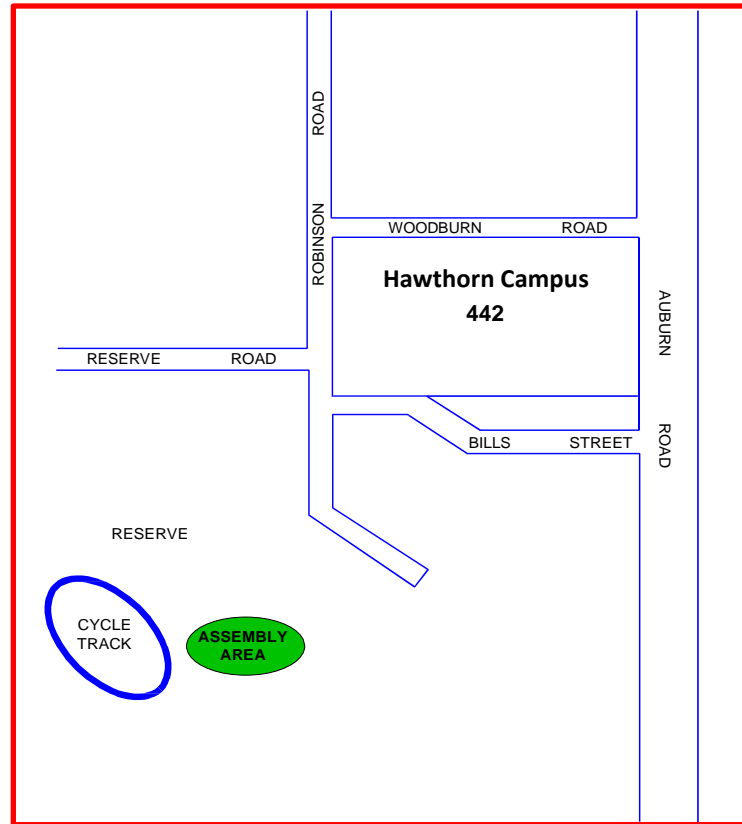 ROBINSON ROAD
WOODBURN ROAD
Hawthorn Campus
442
AUBURN ROAD
RESERVE ROAD
BILLS STREET
RESERVE
CYCLE
TRACK
ASSEMBLY
AREA